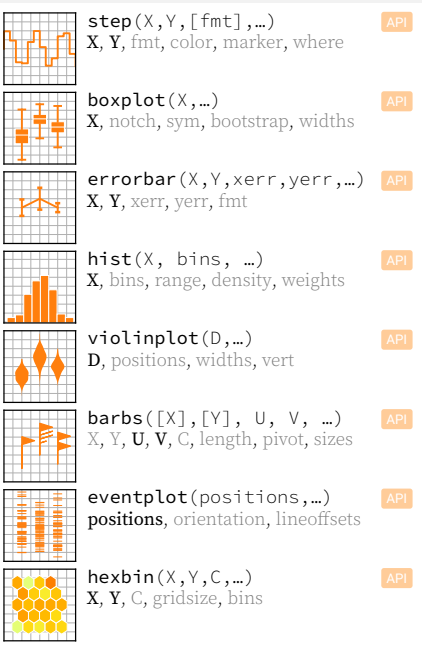 step(X,Y,[fmt],…) API
X, Y, fmt, color, marker, where
boxplot(X,…) API
X, notch, sym, bootstrap, widths
errorbar(X,Y,xerr,yerr,…) API
X, Y, xerr, yerr, fmt
hist(X, bins, …) API
X, bins, range, density, weights
violinplot(D,…) API
D, positions, widths, vert
barbs([X],[Y], U, V, …) API
X, Y, U, V, C, length, pivot, sizes
eventplot(positions,…) API
positions, orientation, lineoffsets
hexbin(X,Y,C,…) API
X, Y, C, gridsize, bins